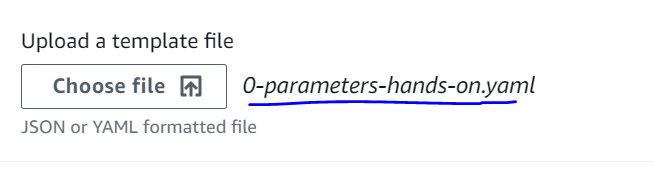 Upload a template file
Choose file 0-parameters-hands-on.yaml
JSON or YAML formatted file